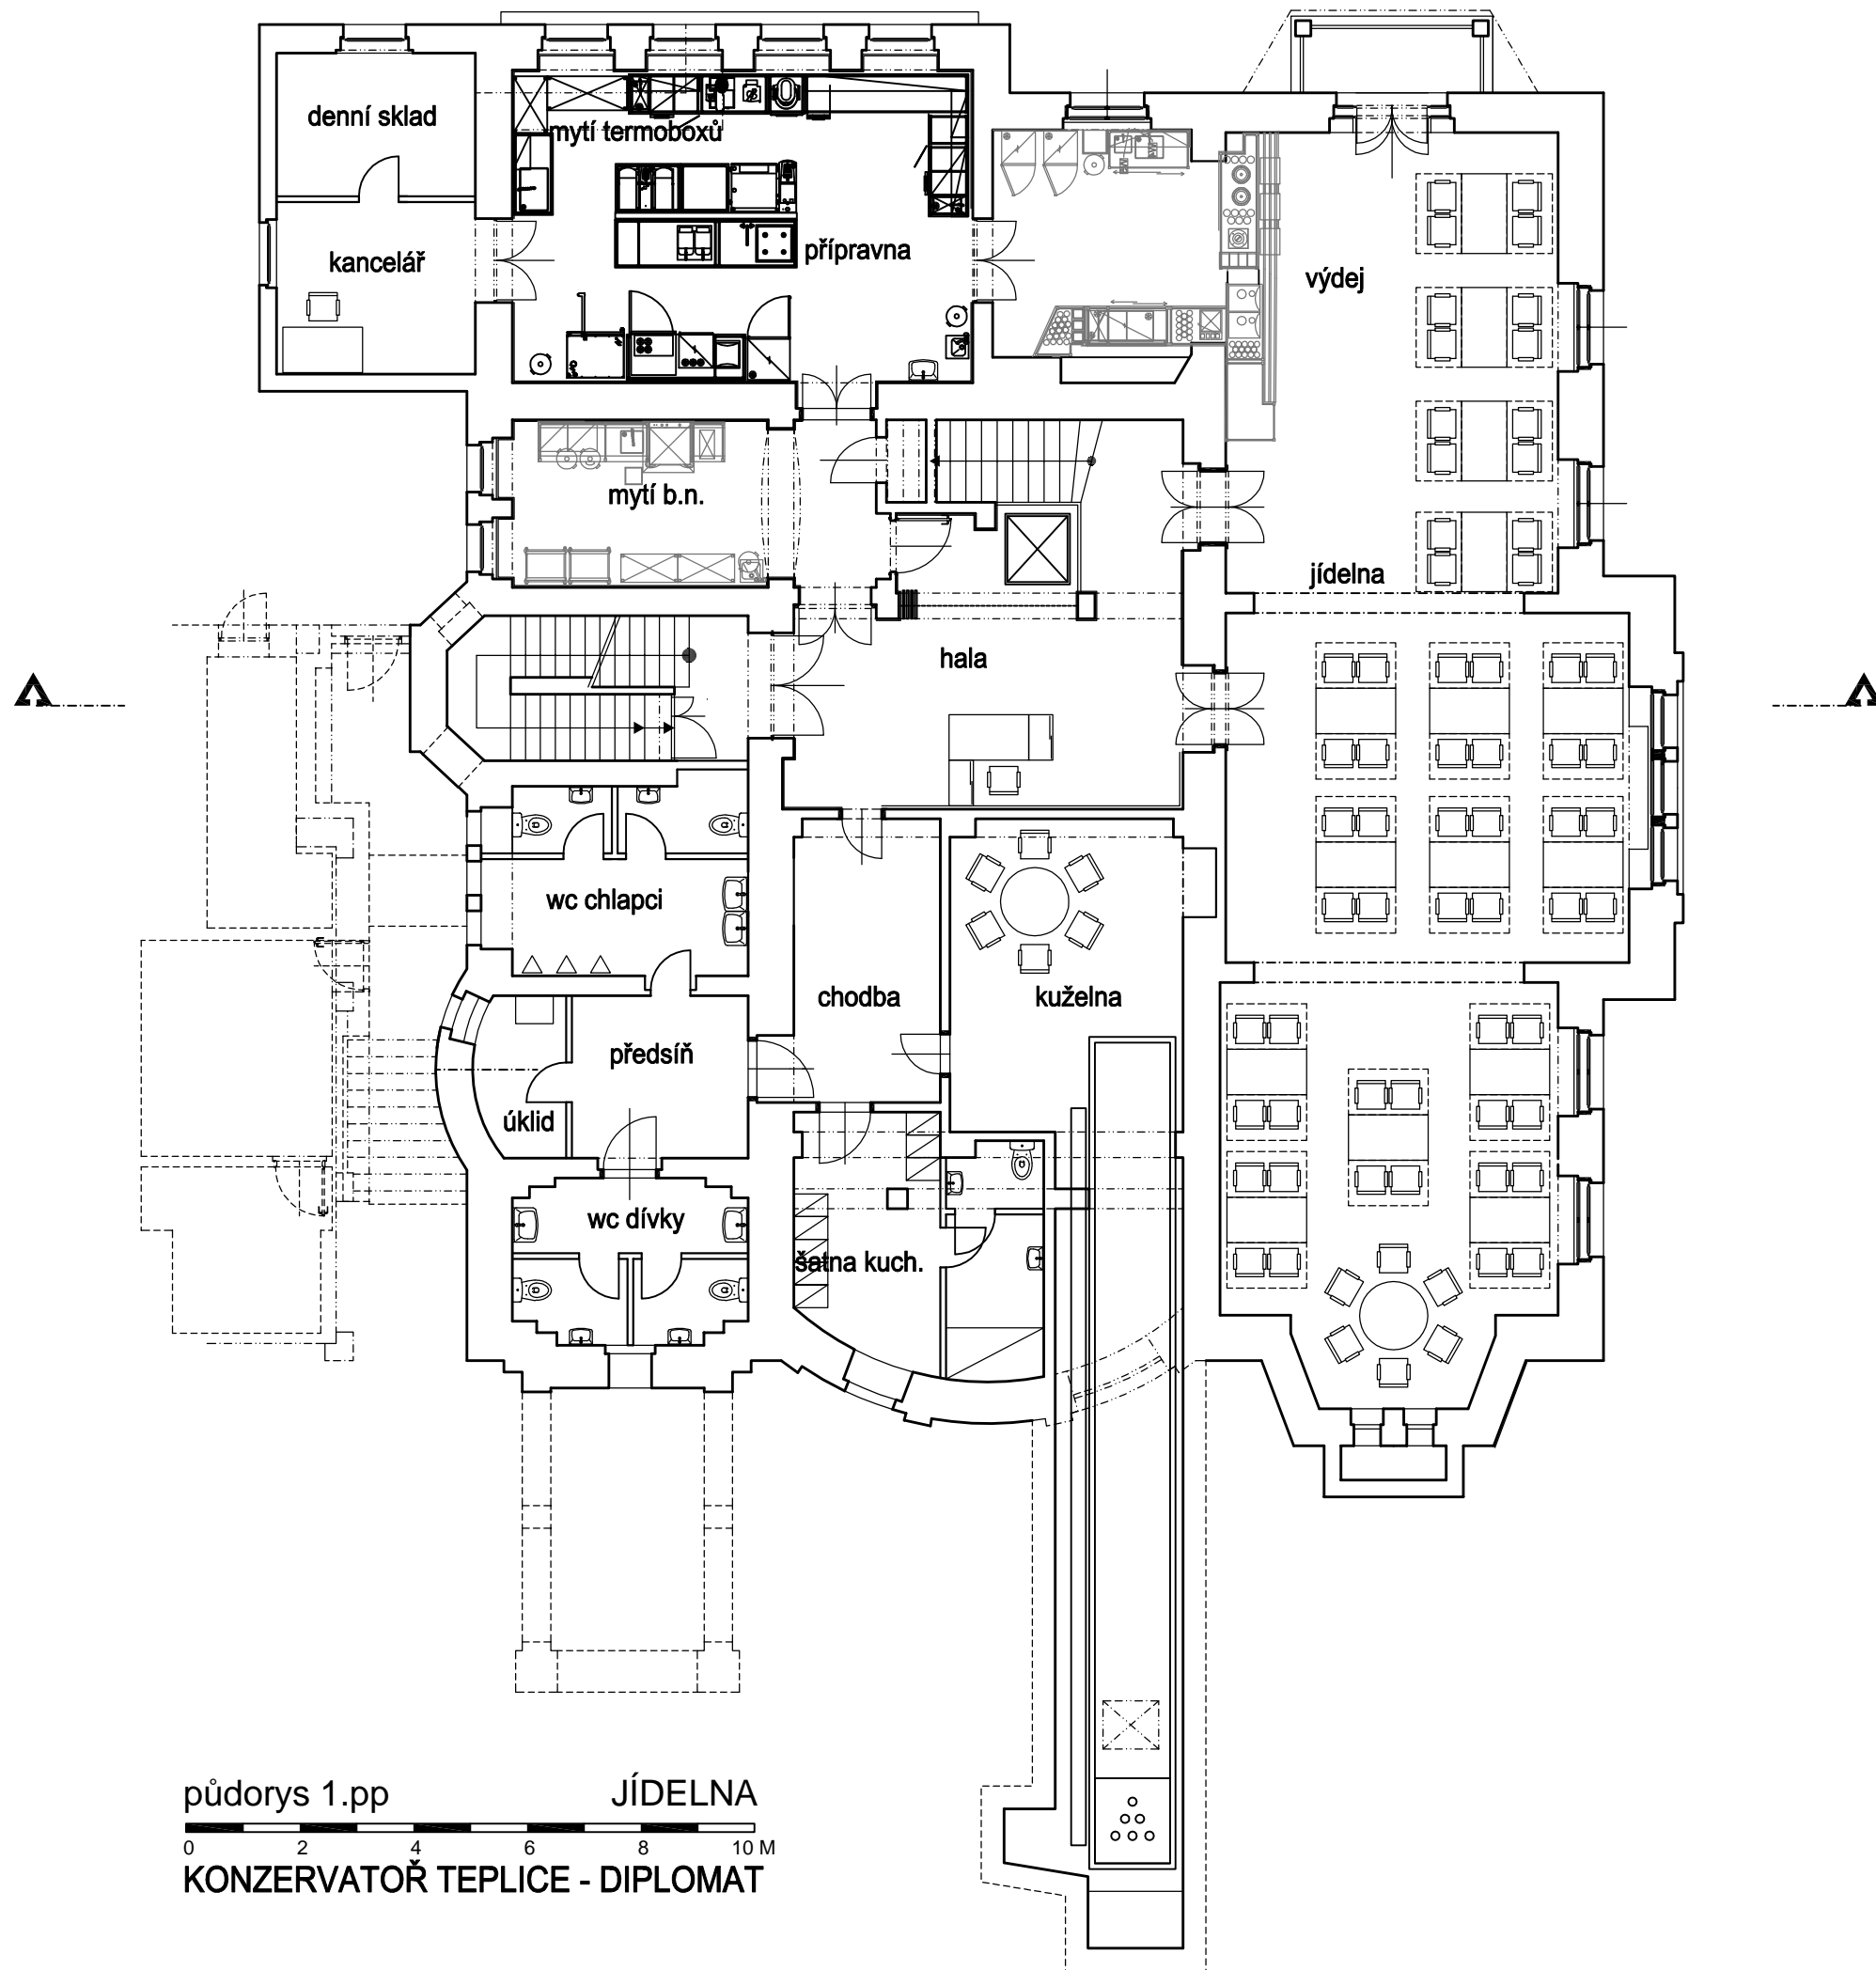 denní sklad
mytí termoboxů
kancelář
přípravna
výdej
mytí b.n.
jídelna
hala
wc chlapci
chodba
kuželna
předsíň
úklid
wc dívky
šatna kuch.
půdorys 1.pp JÍDELNA
0 2 4 6 8 10 M
KONZERVATOŘ TEPLICE - DIPLOMAT